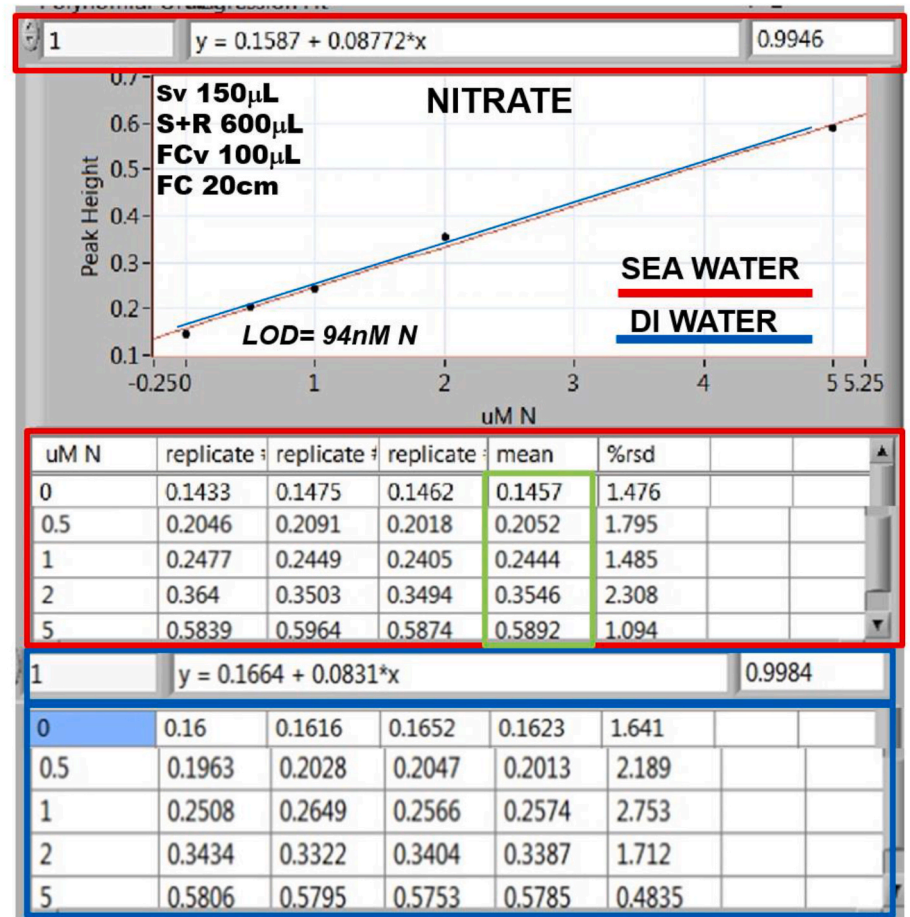 1 y = 0.1587 + 0.08772*x 0.9946
0.7
Sv 150µL
NITRATE
0.6
S+R 600µL
FCv 100µL
0.5
FC 20cm
0.4
Peak Height
0.3
SEA WATER
0.2
DI WATER
LOD= 94nM N
0.1
-0.250 1 2 3 4 5 5.25
uM N
uM N replicate replicate replicate mean %rsd
0 0.1433 0.1475 0.1462 0.1457 1.476
0.5 0.2046 0.2091 0.2018 0.2052 1.795
1 0.2477 0.2449 0.2405 0.2444 1.485
2 0.364 0.3503 0.3494 0.3546 2.308
5 0.5839 0.5964 0.5874 0.5892 1.094
1 y = 0.1664 + 0.0831*x 0.9984
0 0.16 0.1616 0.1652 0.1623 1.641
0.5 0.1963 0.2028 0.2047 0.2013 2.189
1 0.2508 0.2649 0.2566 0.2574 2.753
2 0.3434 0.3322 0.3404 0.3387 1.712
5 0.5806 0.5795 0.5753 0.5785 0.4835